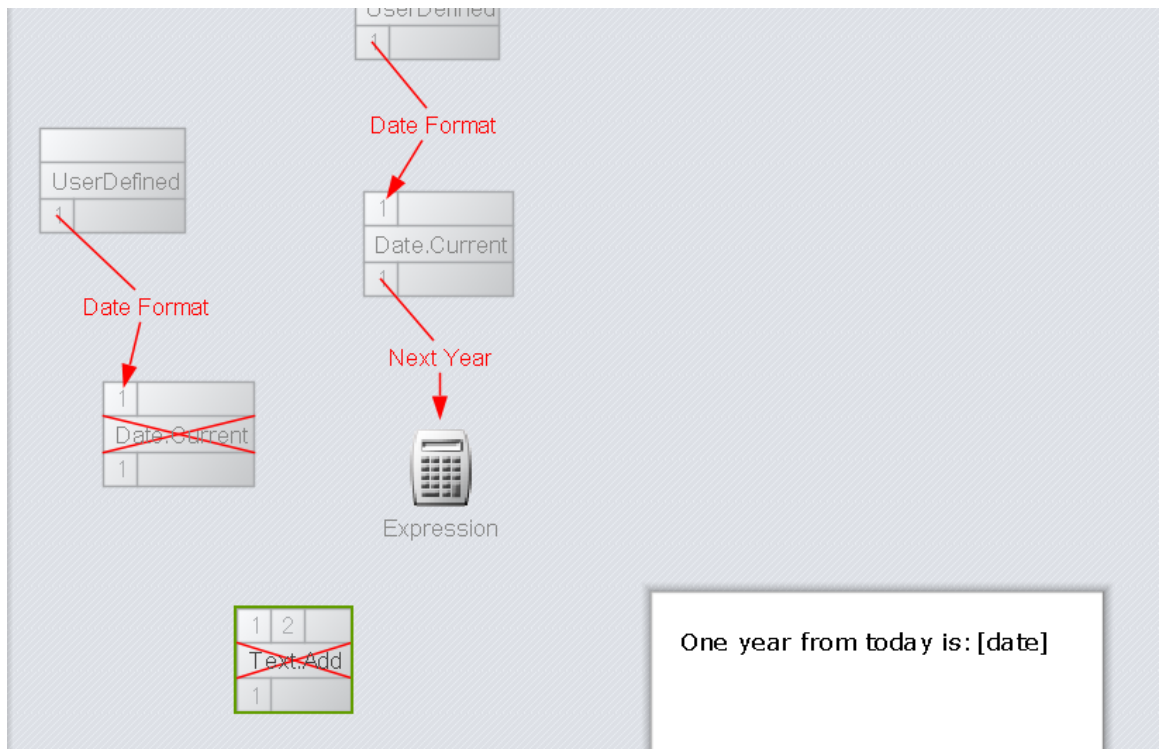 UserDefined
1
Date Format
UserDefined
1
1
Date.Current
1
Date Format
Next Year
1
Date.Current
1
Expression
1 2
Text.Add
1
One year from today is: [date]